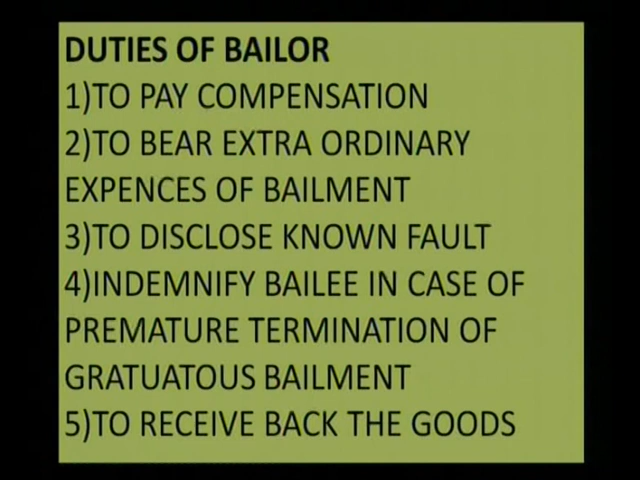 DUTIES OF BAILOR
1)TO PAY COMPENSATION
2)TO BEAR EXTRA ORDINARY
EXPENCES OF BAILMENT
3)TO DISCLOSE KNOWN FAULT
4)INDEMNIFY BAILEE IN CASE OF
PREMATURE TERMINATION OF
GRATUATOUS BAILMENT
5)TO RECEIVE BACK THE GOODS